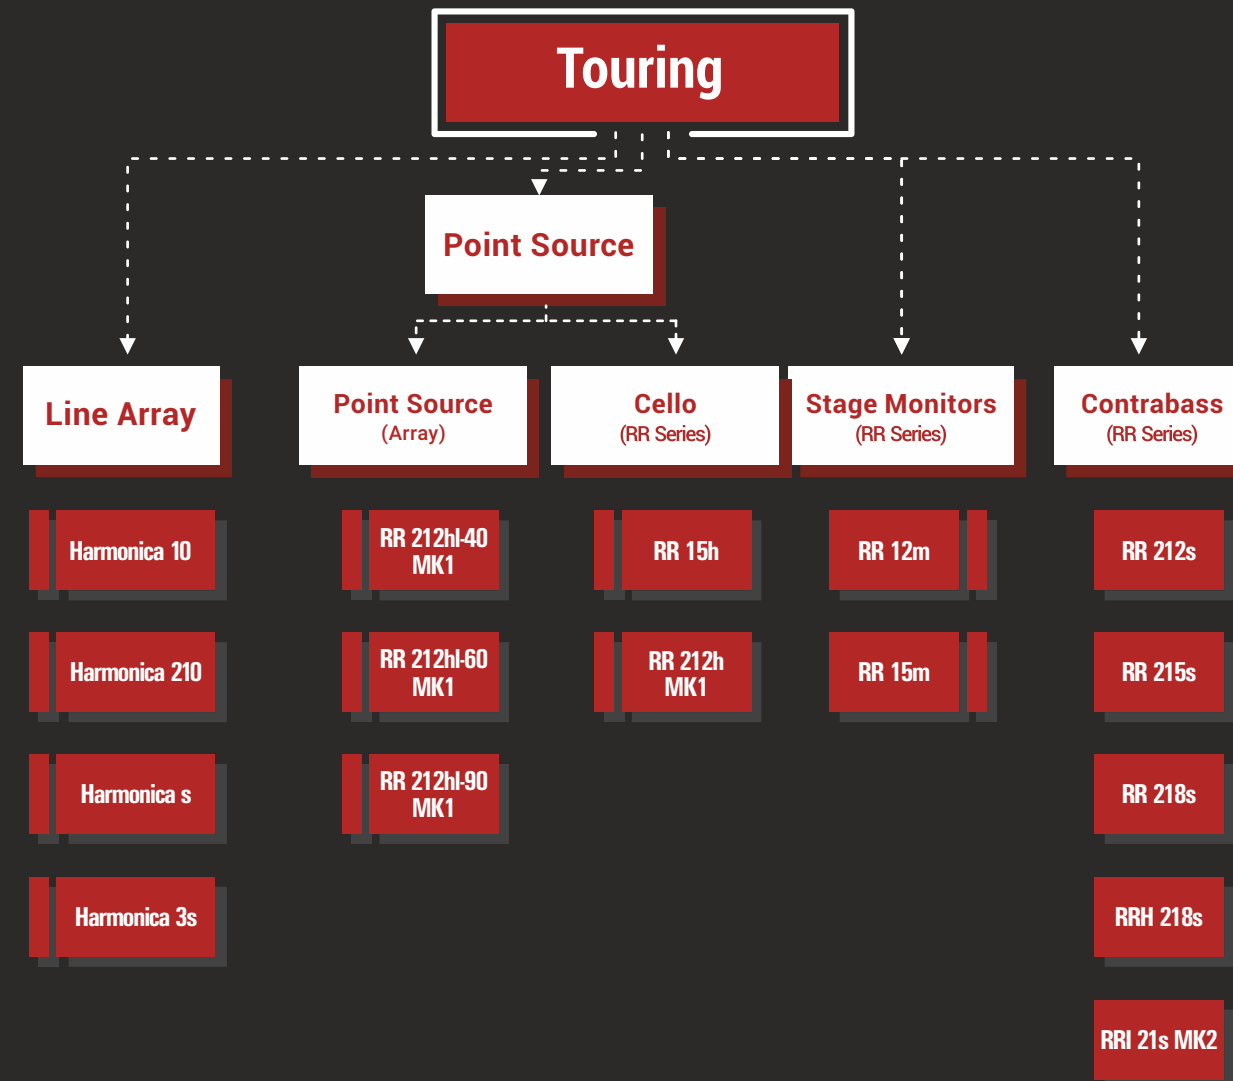 Touring
Point Source
Line Array
Harmonica 10
Harmonica 210
Harmonica s
Harmonica 3s
Point Source
(Array)
RR 212hl-40
MK1
RR 212hl-60
MK1
RR 212hl-90
MK1
Cello
(RR Series)
RR 15h
RR 212h
MK1
Stage Monitors
(RR Series)
RR 12m
RR 15m
Contrabass
(RR Series)
RR 212s
RR 215s
RR 218s
RRH 218s
RRI 21s MK2